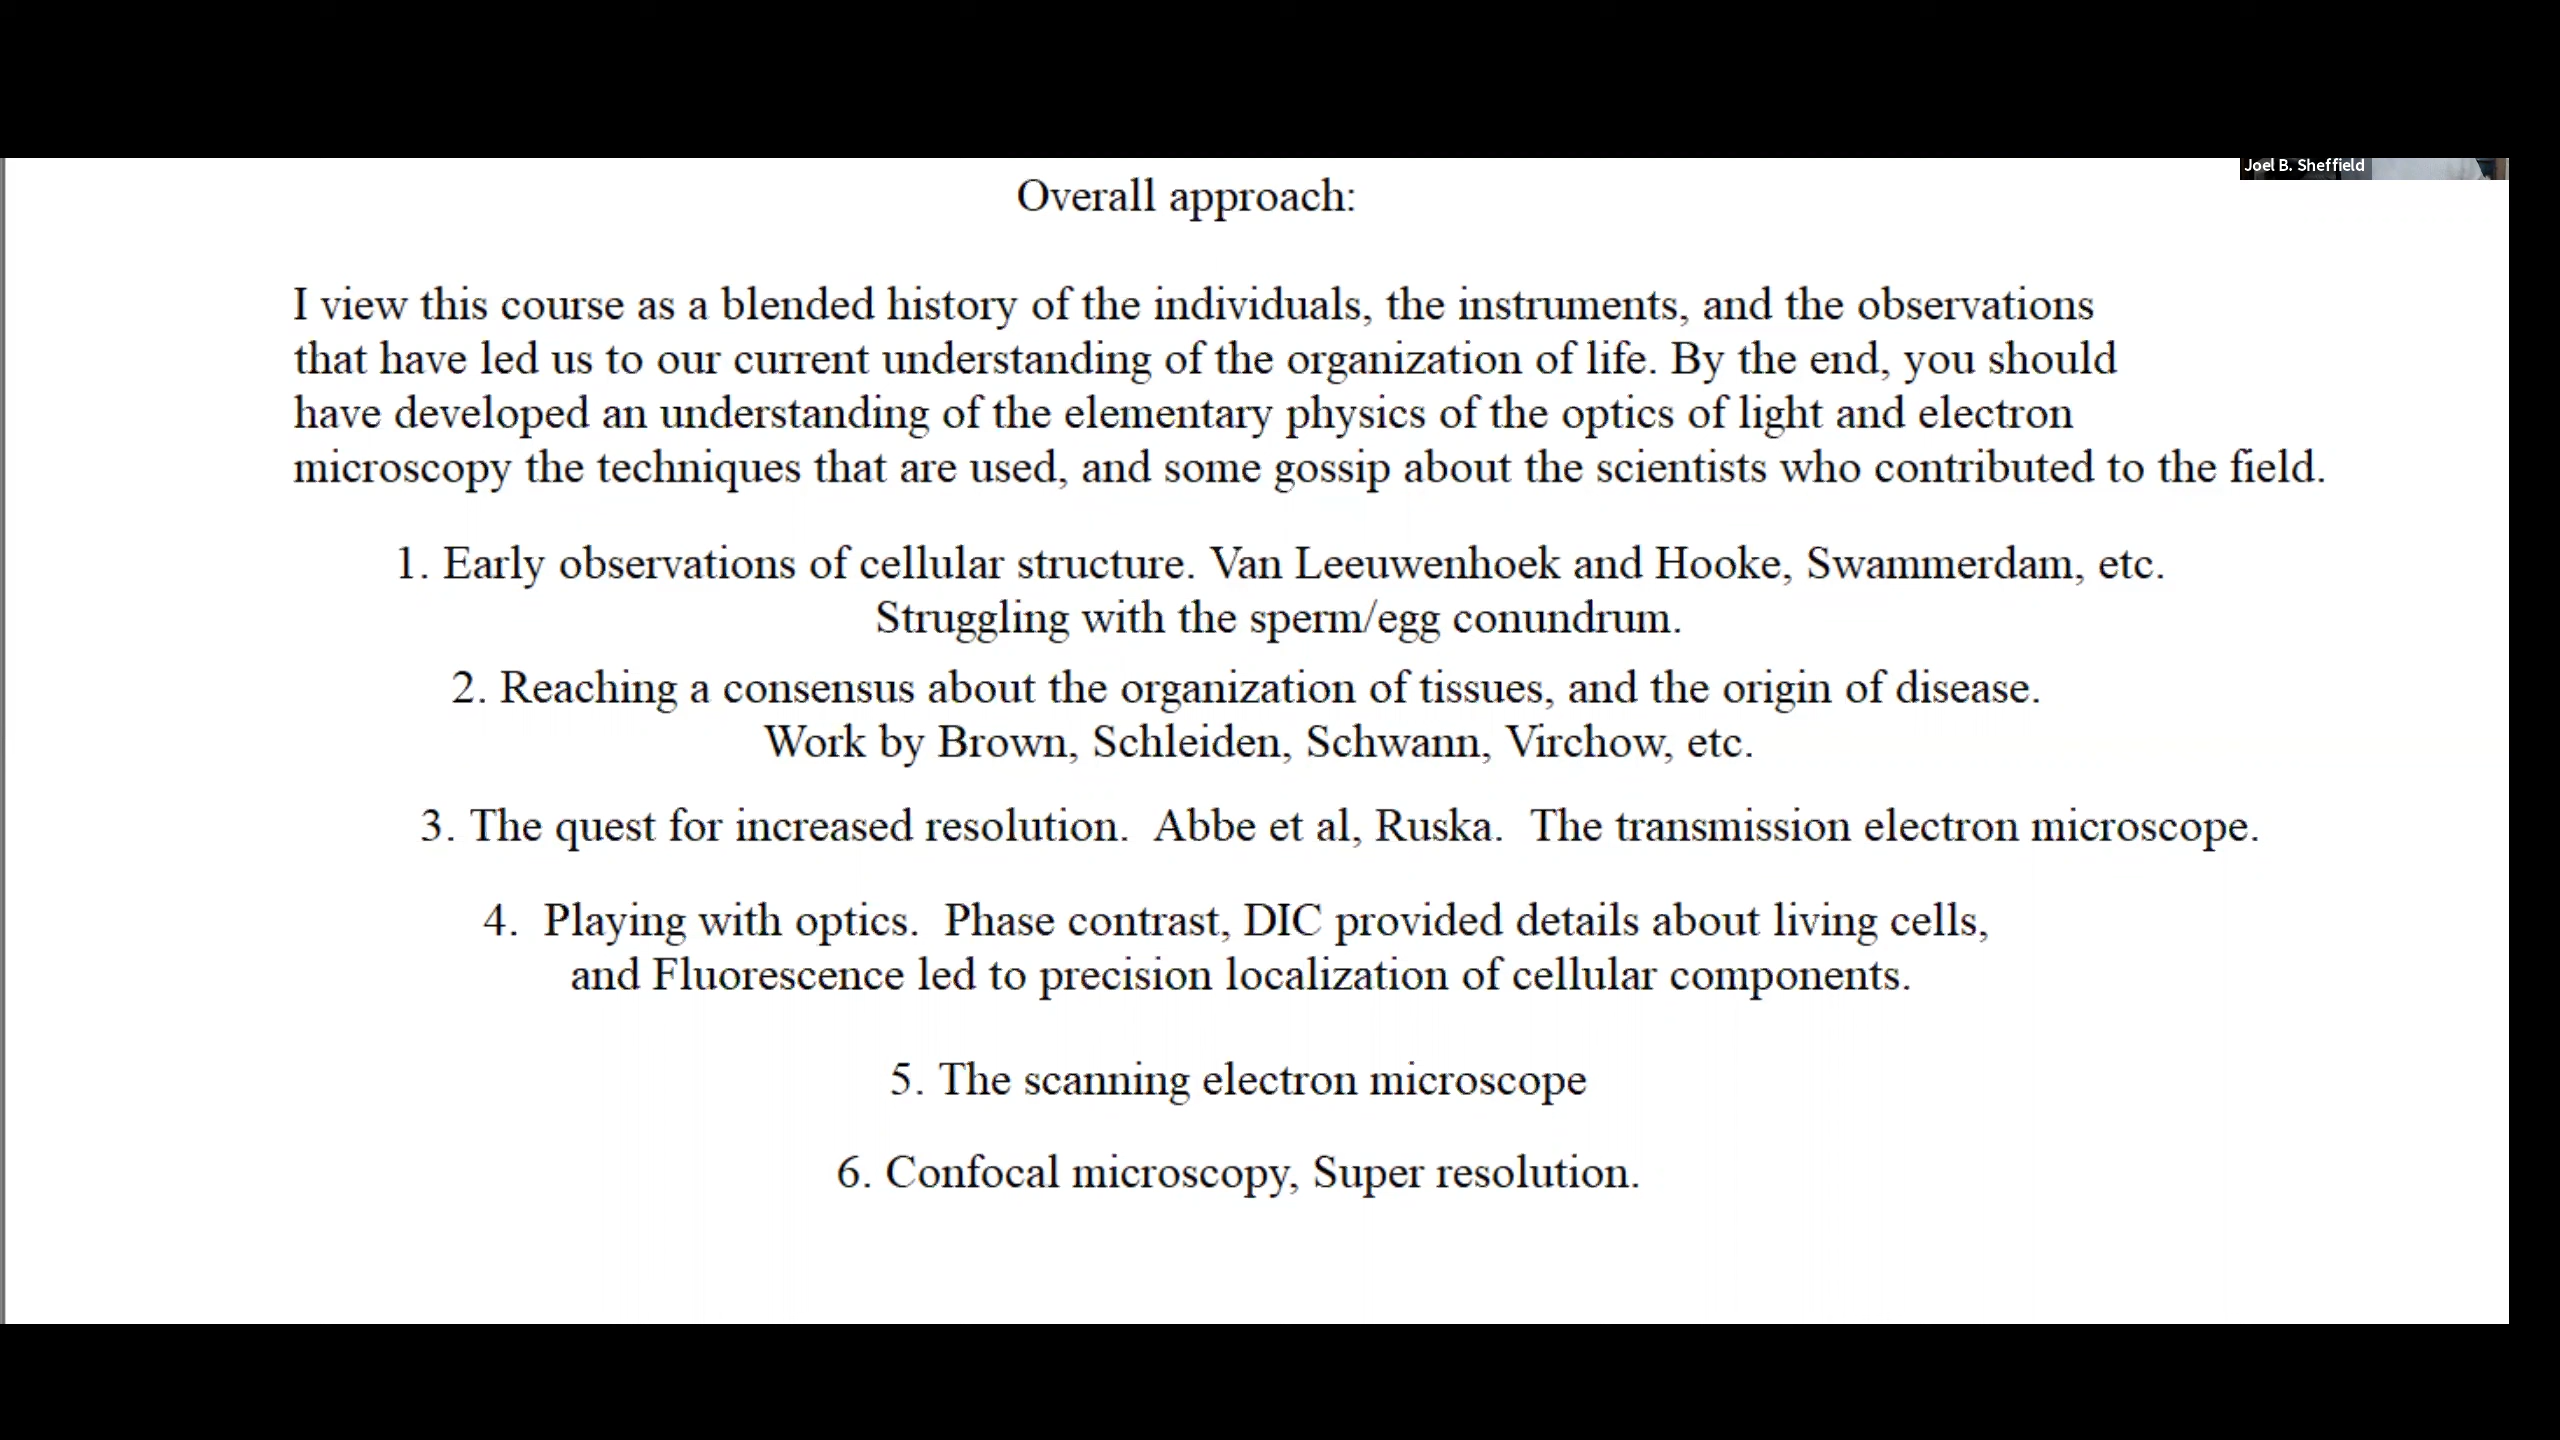 Joel B. Sheffield
Overall approach:
I view this course as a blended history of the individuals, the instruments, and the observations
that have led us to our current understanding of the organization of life. By the end, you should
have developed an understanding of the elementary physics of the optics of light and electron
microscopy the techniques that are used, and some gossip about the scientists who contributed to the field.
1. Early observations of cellular structure. Van Leeuwenhoek and Hooke, Swammerdam, etc.
Struggling with the sperm/egg conundrum.
2. Reaching a consensus about the organization of tissues, and the origin of disease.
Work by Brown, Schleiden, Schwann, Virchow, etc.
3. The quest for increased resolution.  Abbe et al, Ruska.  The transmission electron microscope.
4.  Playing with optics.  Phase contrast, DIC provided details about living cells,
and Fluorescence led to precision localization of cellular components.
5. The scanning electron microscope
6. Confocal microscopy, Super resolution.